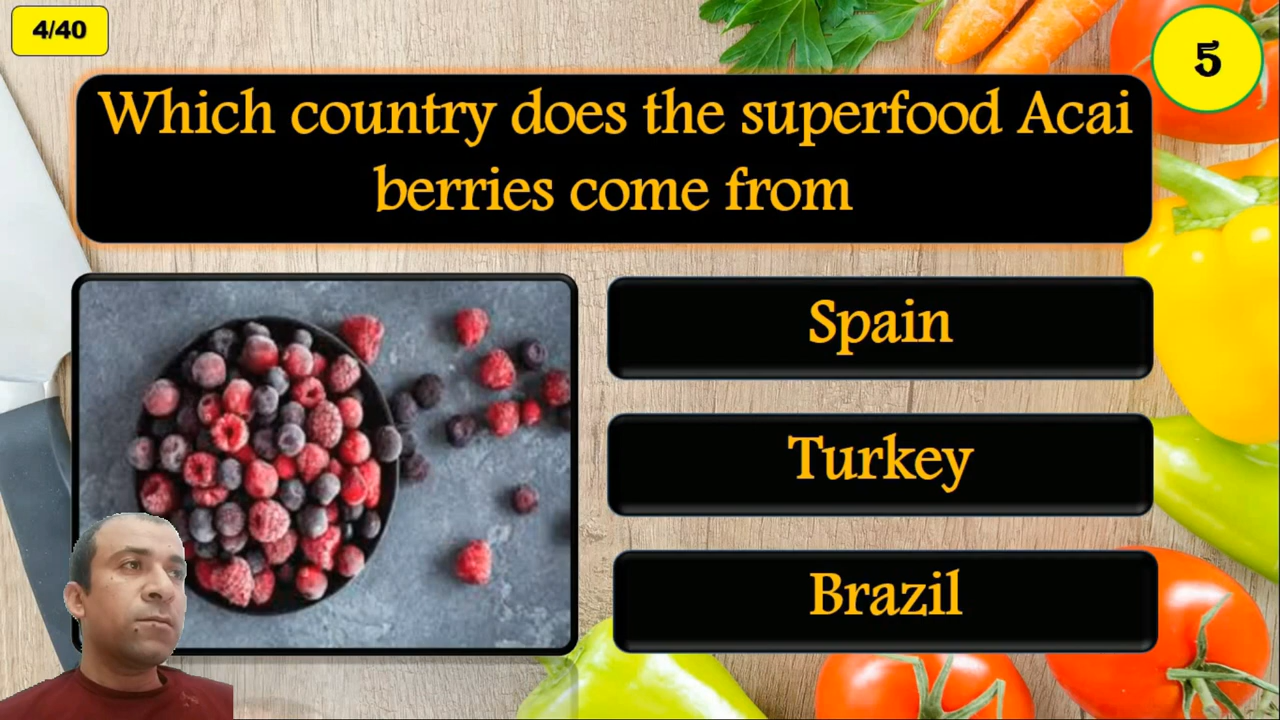 4/40
5
Which country does the superfood Acai
berries come from
Spain
Turkey
Brazil